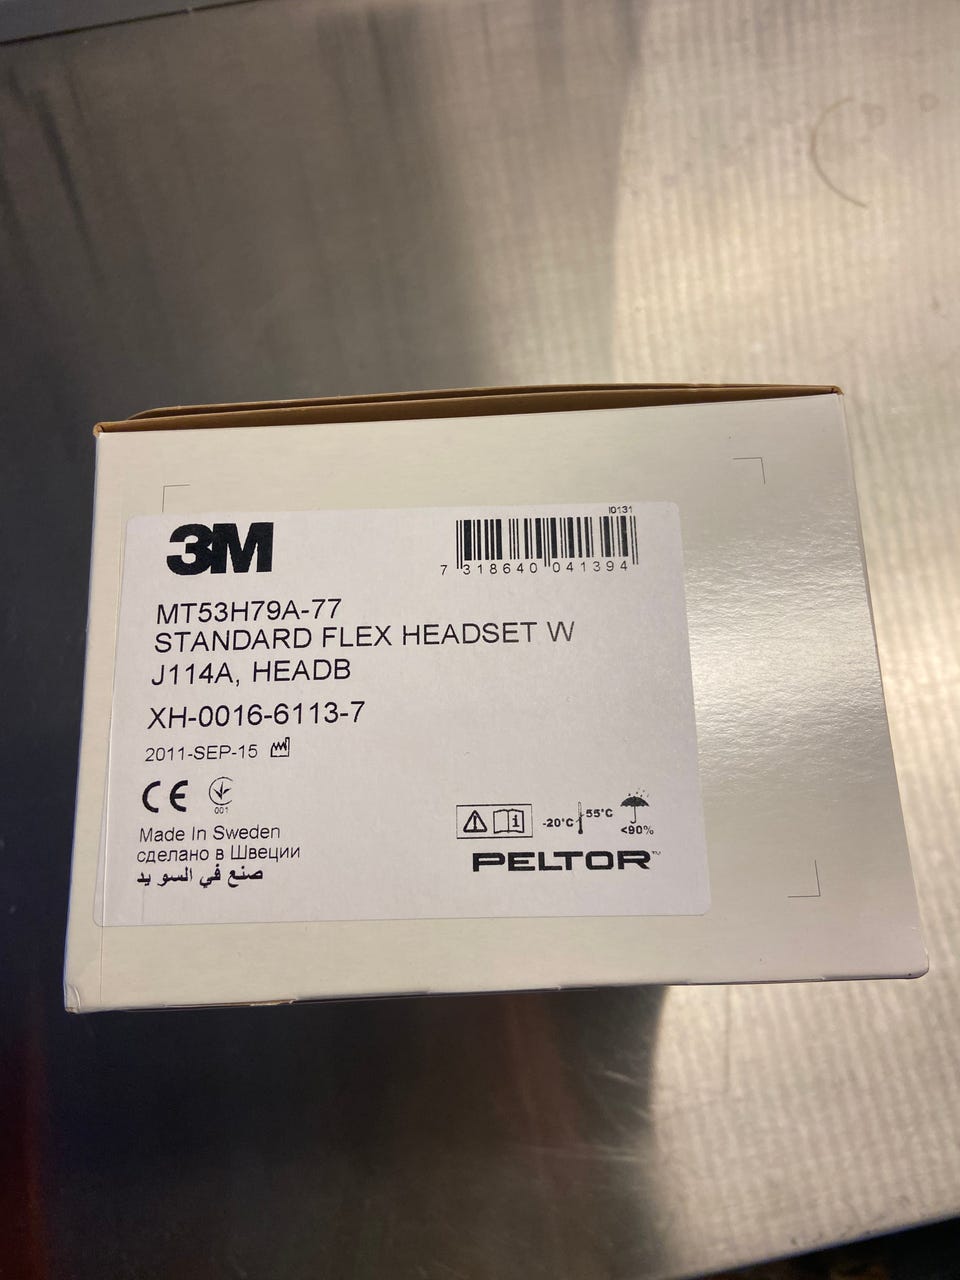 3M
I0131
7 318640 041394
MT53H79A-77
STANDARD FLEX HEADSET W
J114A, HEADB
XH-0016-6113-7
2011-SEP-15
CE
001
Made In Sweden
сделано в Швеции
صنع في السو يد
i
-20°C 55°C <90%
PELTOR™